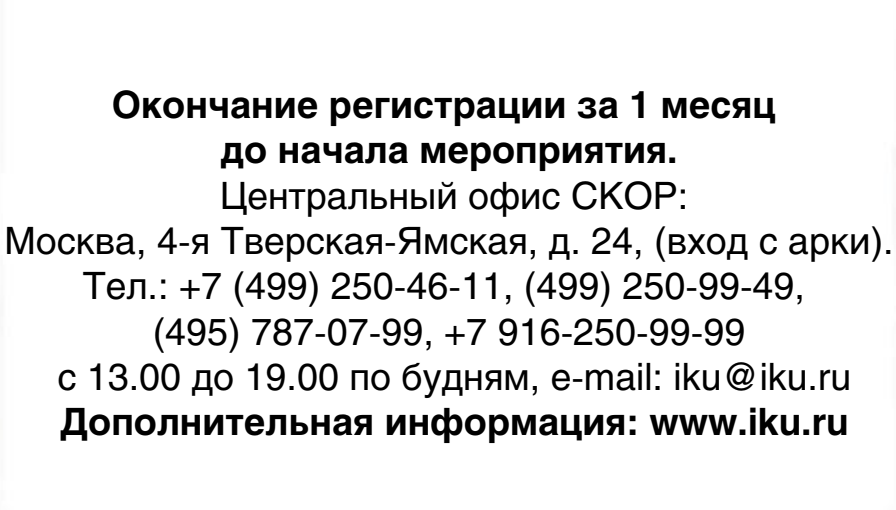 Окончание регистрации за 1 месяц
до начала мероприятия.
Центральный офис СКОР:
Москва, 4-я Тверская-Ямская, д. 24, (вход с арки).
Тел.: +7 (499) 250-46-11, (499) 250-99-49,
(495) 787-07-99, +7 916-250-99-99
с 13.00 до 19.00 по будням, e-mail: iku@iku.ru
Дополнительная информация: www.iku.ru